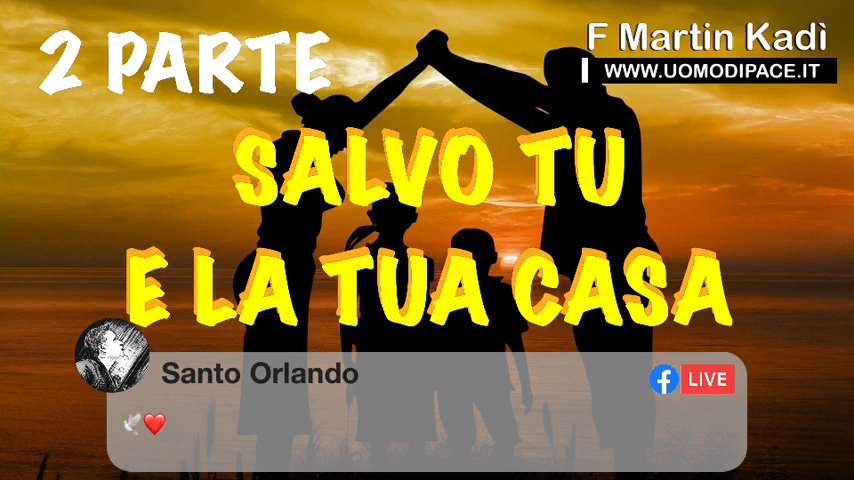 2 PARTE
F Martin Kadì
WWW.UOMODIPACE.IT
SALVO TU
E LA TUA CASA
Santo Orlando
LIVE
🕊️❤️